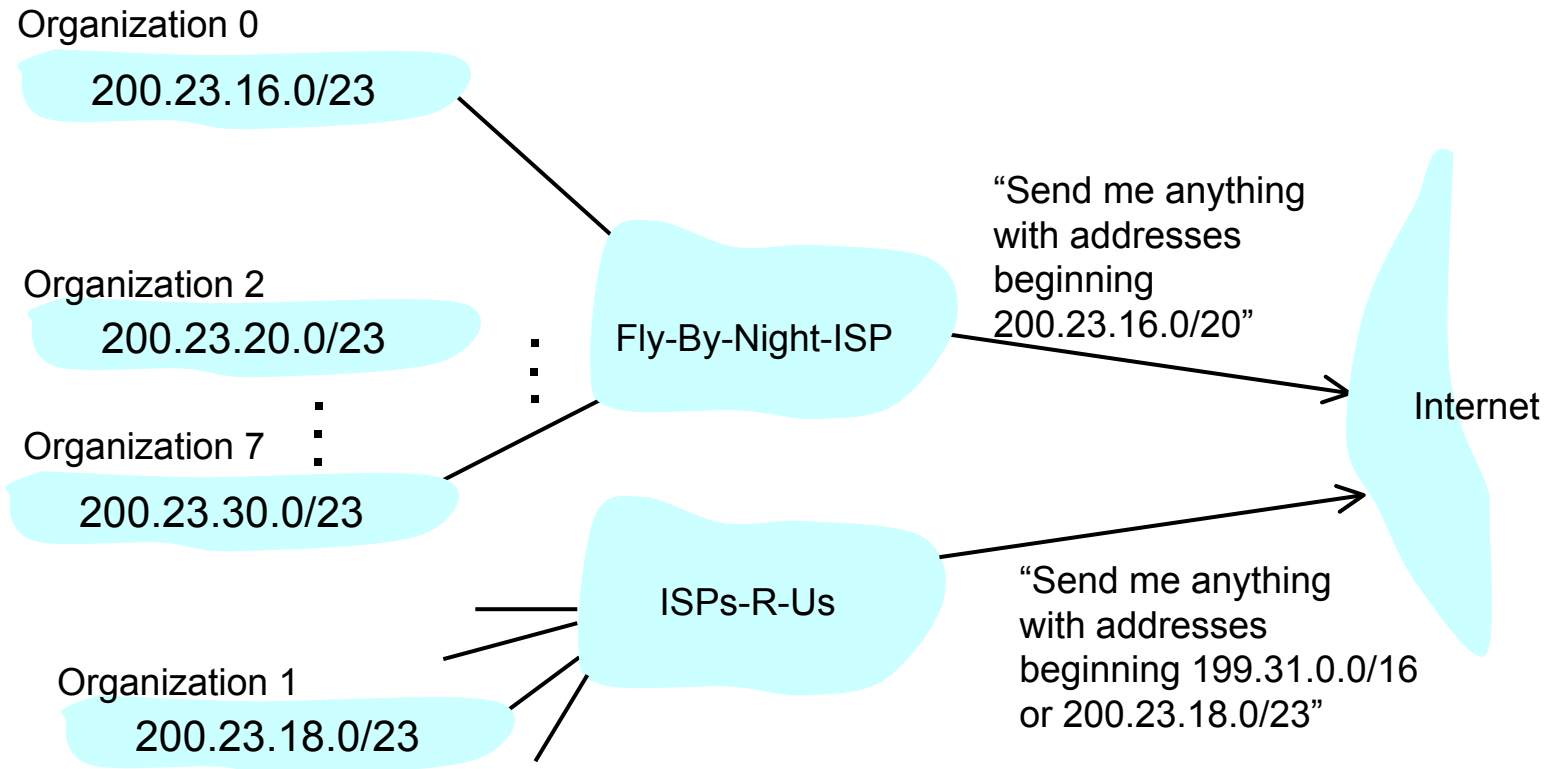 Organization 0
200.23.16.0/23
Organization 2
200.23.20.0/23
Organization 7
200.23.30.0/23
Fly-By-Night-ISP
“Send me anything
with addresses
beginning
200.23.16.0/20”
Internet
ISPs-R-Us
“Send me anything
with addresses
beginning 199.31.0.0/16
or 200.23.18.0/23”
Organization 1
200.23.18.0/23